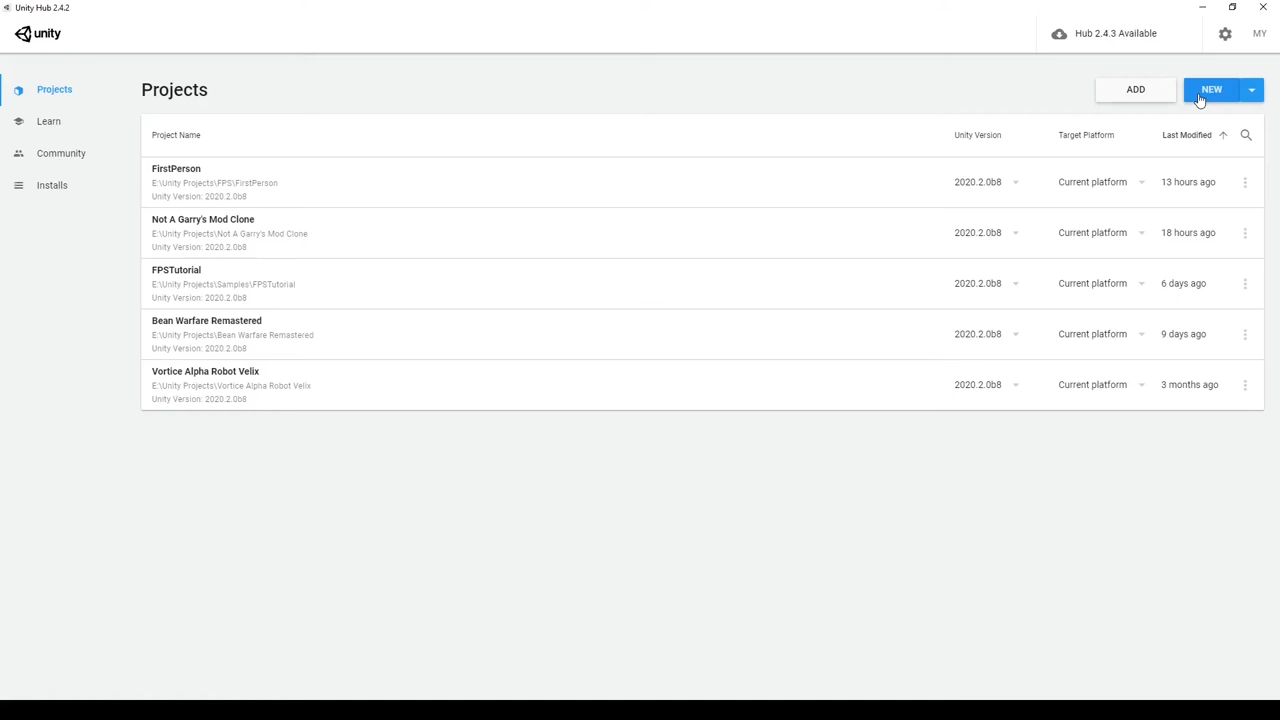 Unity Hub 2.4.2
unity
Hub 2.4.3 Available
MY
Projects
Learn
Community
Installs
Projects
ADD
NEW
Project Name
Unity Version
Target Platform
Last Modified
FirstPerson
E:\Unity Projects\FPS\FirstPerson
Unity Version: 2020.2.0b8
2020.2.0b8
Current platform
13 hours ago
Not A Garry's Mod Clone
E:\Unity Projects\Not A Garry's Mod Clone
Unity Version: 2020.2.0b8
2020.2.0b8
Current platform
18 hours ago
FPSTutorial
E:\Unity Projects\Samples\FPSTutorial
Unity Version: 2020.2.0b8
2020.2.0b8
Current platform
6 days ago
Bean Warfare Remastered
E:\Unity Projects\Bean Warfare Remastered
Unity Version: 2020.2.0b8
2020.2.0b8
Current platform
9 days ago
Vortice Alpha Robot Velix
E:\Unity Projects\Vortice Alpha Robot Velix
Unity Version: 2020.2.0b8
2020.2.0b8
Current platform
3 months ago